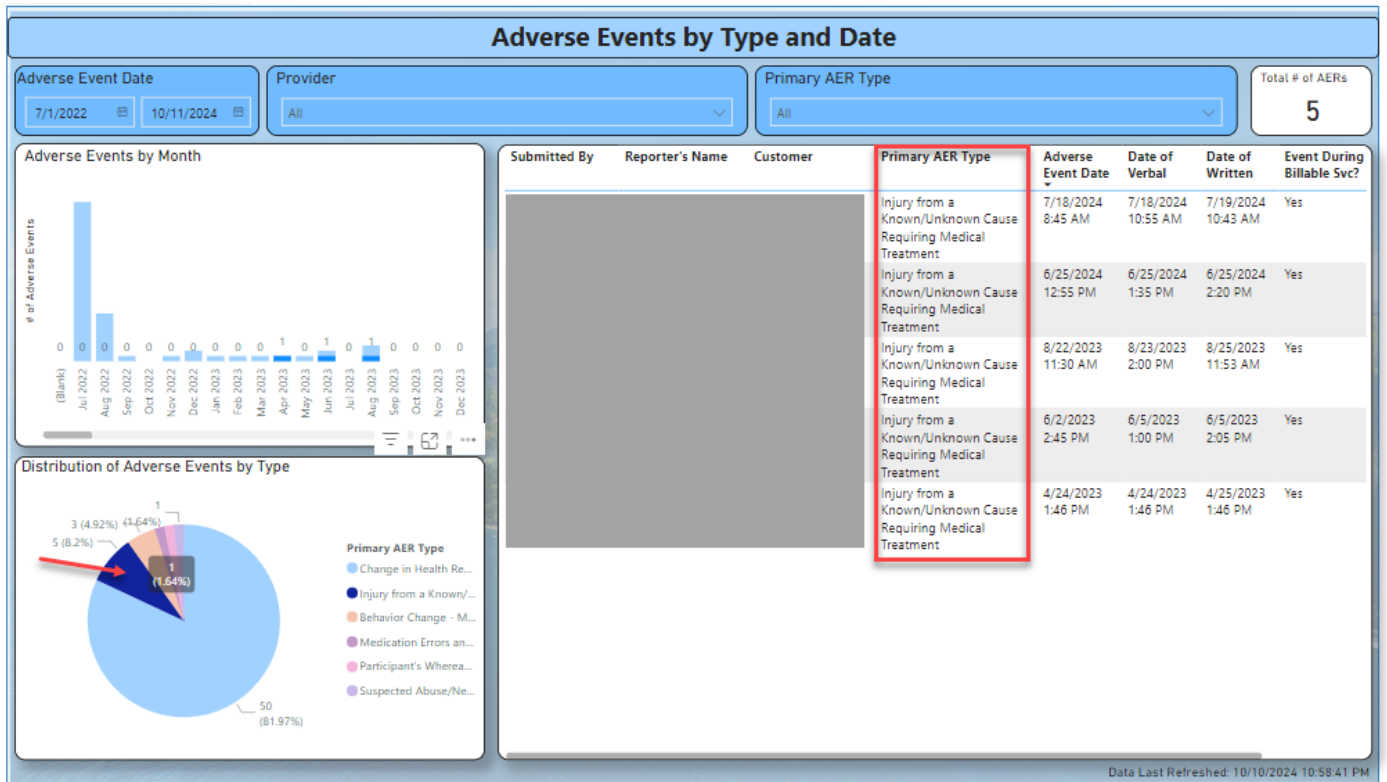 Adverse Events by Type and Date
Adverse Event Date
7/1/2022
10/11/2024
Provider
All
Primary AER Type
All
Total # of AERs
5
Adverse Events by Month
# of Adverse Events
0 0 0 0 0 0 0 0 0 0 1 0 1 0 1 0 0 0 0
(Blank)
Jul 2022
Aug 2022
Sep 2022
Oct 2022
Nov 2022
Dec 2022
Jan 2023
Feb 2023
Mar 2023
Apr 2023
May 2023
Jun 2023
Jul 2023
Aug 2023
Sep 2023
Oct 2023
Nov 2023
Dec 2023
Distribution of Adverse Events by Type
1
(1.64%)
3 (4.92%)
5 (8.2%)
1
(1.64%)
50
(81.97%)
Primary AER Type
Change in Health Re...
Injury from a Known/...
Behavior Change - M...
Medication Errors an...
Participant's Wherea...
Suspected Abuse/Ne...
Submitted By Reporter's Name Customer Primary AER Type Adverse Date of Date of Event During
Event Date Verbal Written Billable Svc?
Injury from a 7/18/2024 7/18/2024 7/19/2024 Yes
Known/Unknown Cause 8:45 AM 10:55 AM 10:43 AM
Requiring Medical
Treatment
Injury from a 6/25/2024 6/25/2024 6/25/2024 Yes
Known/Unknown Cause 12:55 PM 1:35 PM 2:20 PM
Requiring Medical
Treatment
Injury from a 8/22/2023 8/23/2023 8/25/2023 Yes
Known/Unknown Cause 11:30 AM 2:00 PM 11:53 AM
Requiring Medical
Treatment
Injury from a 6/2/2023 6/5/2023 6/5/2023 Yes
Known/Unknown Cause 2:45 PM 1:00 PM 2:05 PM
Requiring Medical
Treatment
Injury from a 4/24/2023 4/24/2023 4/25/2023 Yes
Known/Unknown Cause 1:46 PM 1:46 PM 1:46 PM
Requiring Medical
Treatment
Data Last Refreshed: 10/10/2024 10:58:41 PM